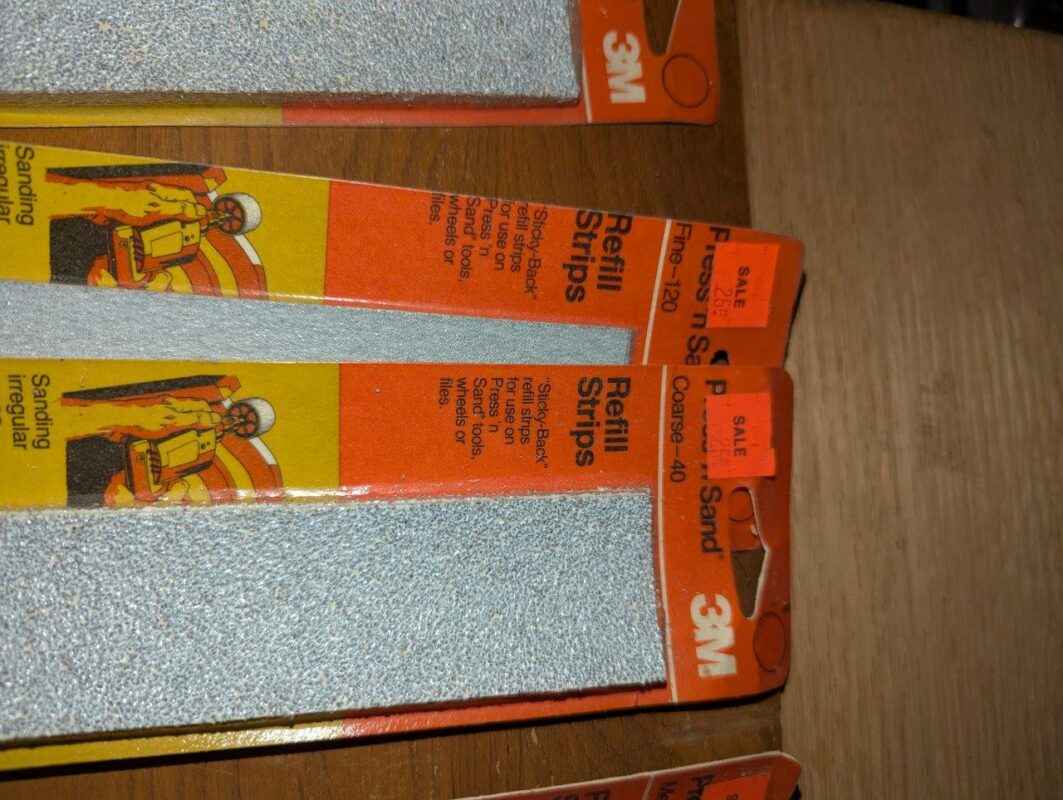 3M
Press 'n Sa
Fine–120
SALE
Refill
Strips
"Sticky-Back"
refill strips
for use on
Press 'n
Sand" tools,
wheels or
files.
Sanding
irregular
Press 'n Sand"
Coarse–40
SALE
3M
Refill
Strips
"Sticky-Back"
refill strips
for use on
Press 'n
Sand" tools,
wheels or
files.
Sanding
irregular